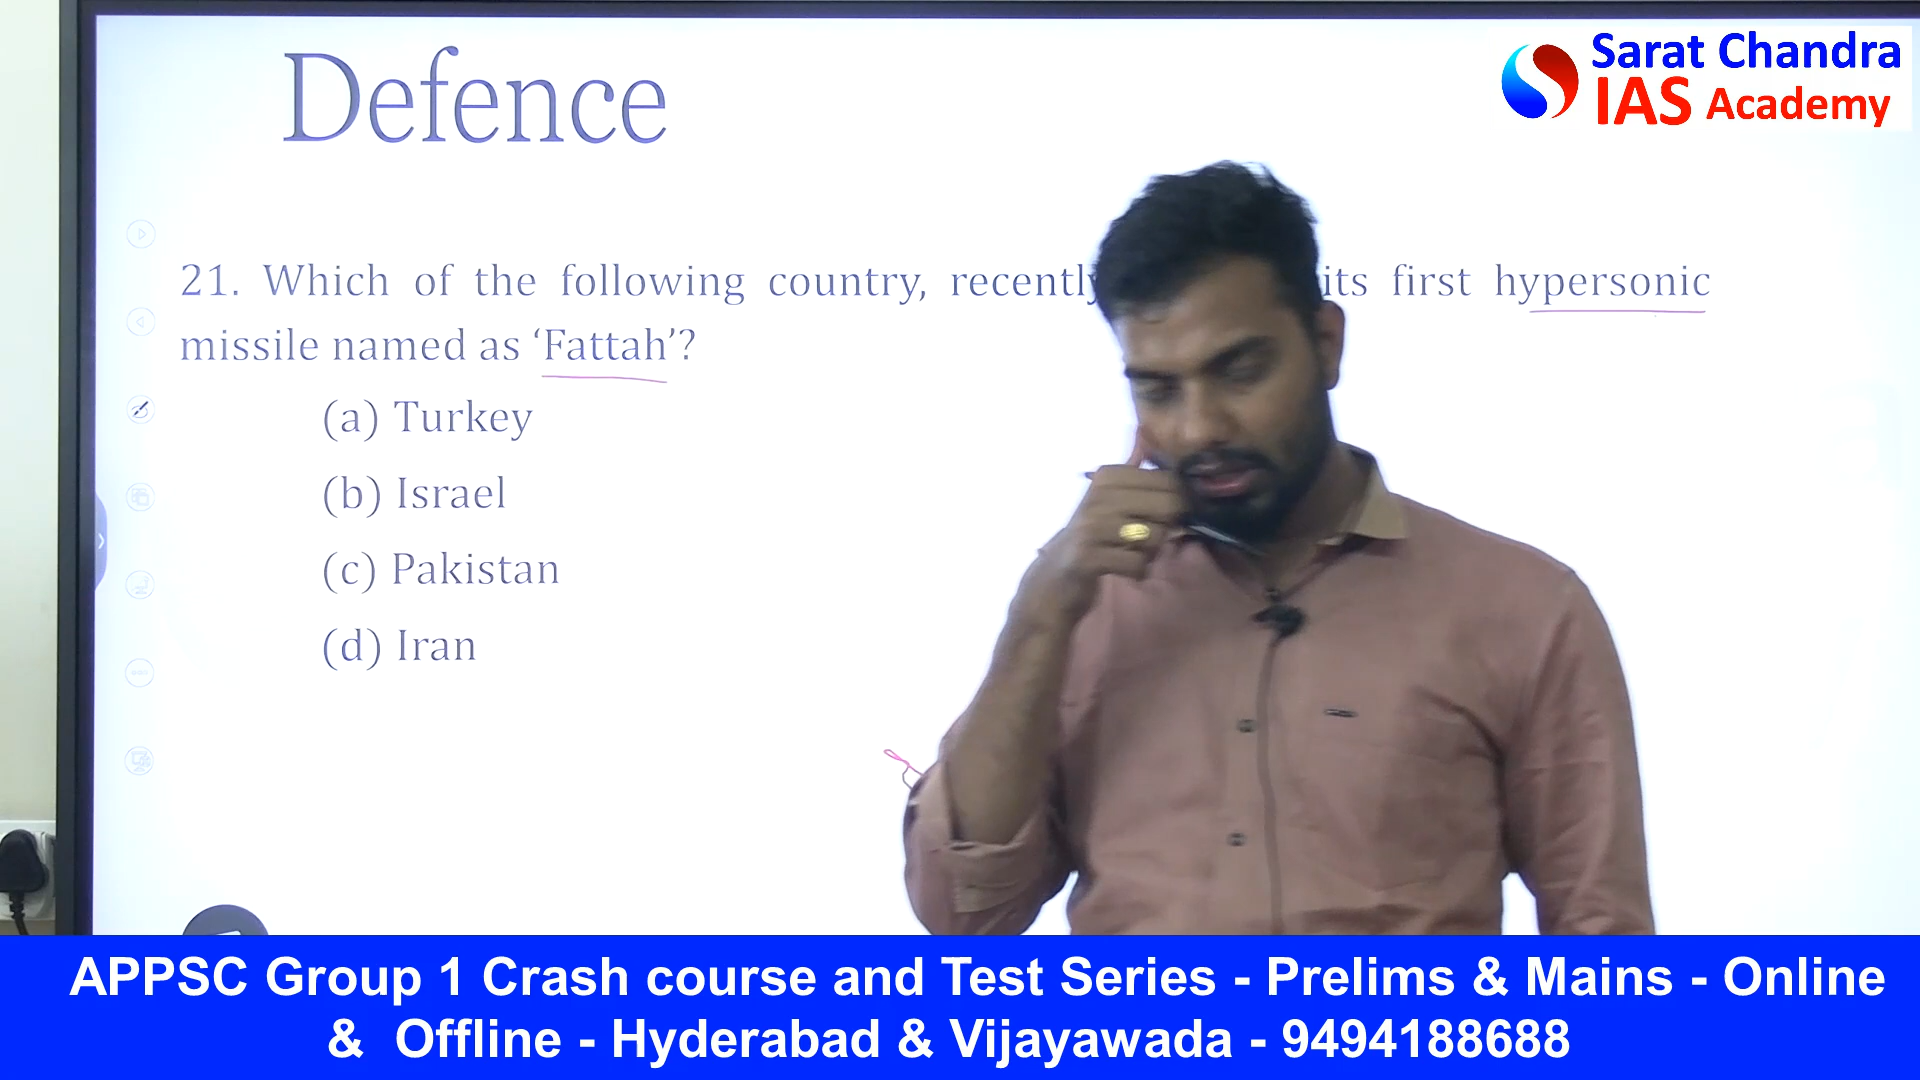 Defence
Sarat Chandra
IAS Academy
21. Which of the following country, recently its first hypersonic
missile named as ‘Fattah’?
(a) Turkey
(b) Israel
(c) Pakistan
(d) Iran
APPSC Group 1 Crash course and Test Series - Prelims & Mains - Online
& Offline - Hyderabad & Vijayawada - 9494188688